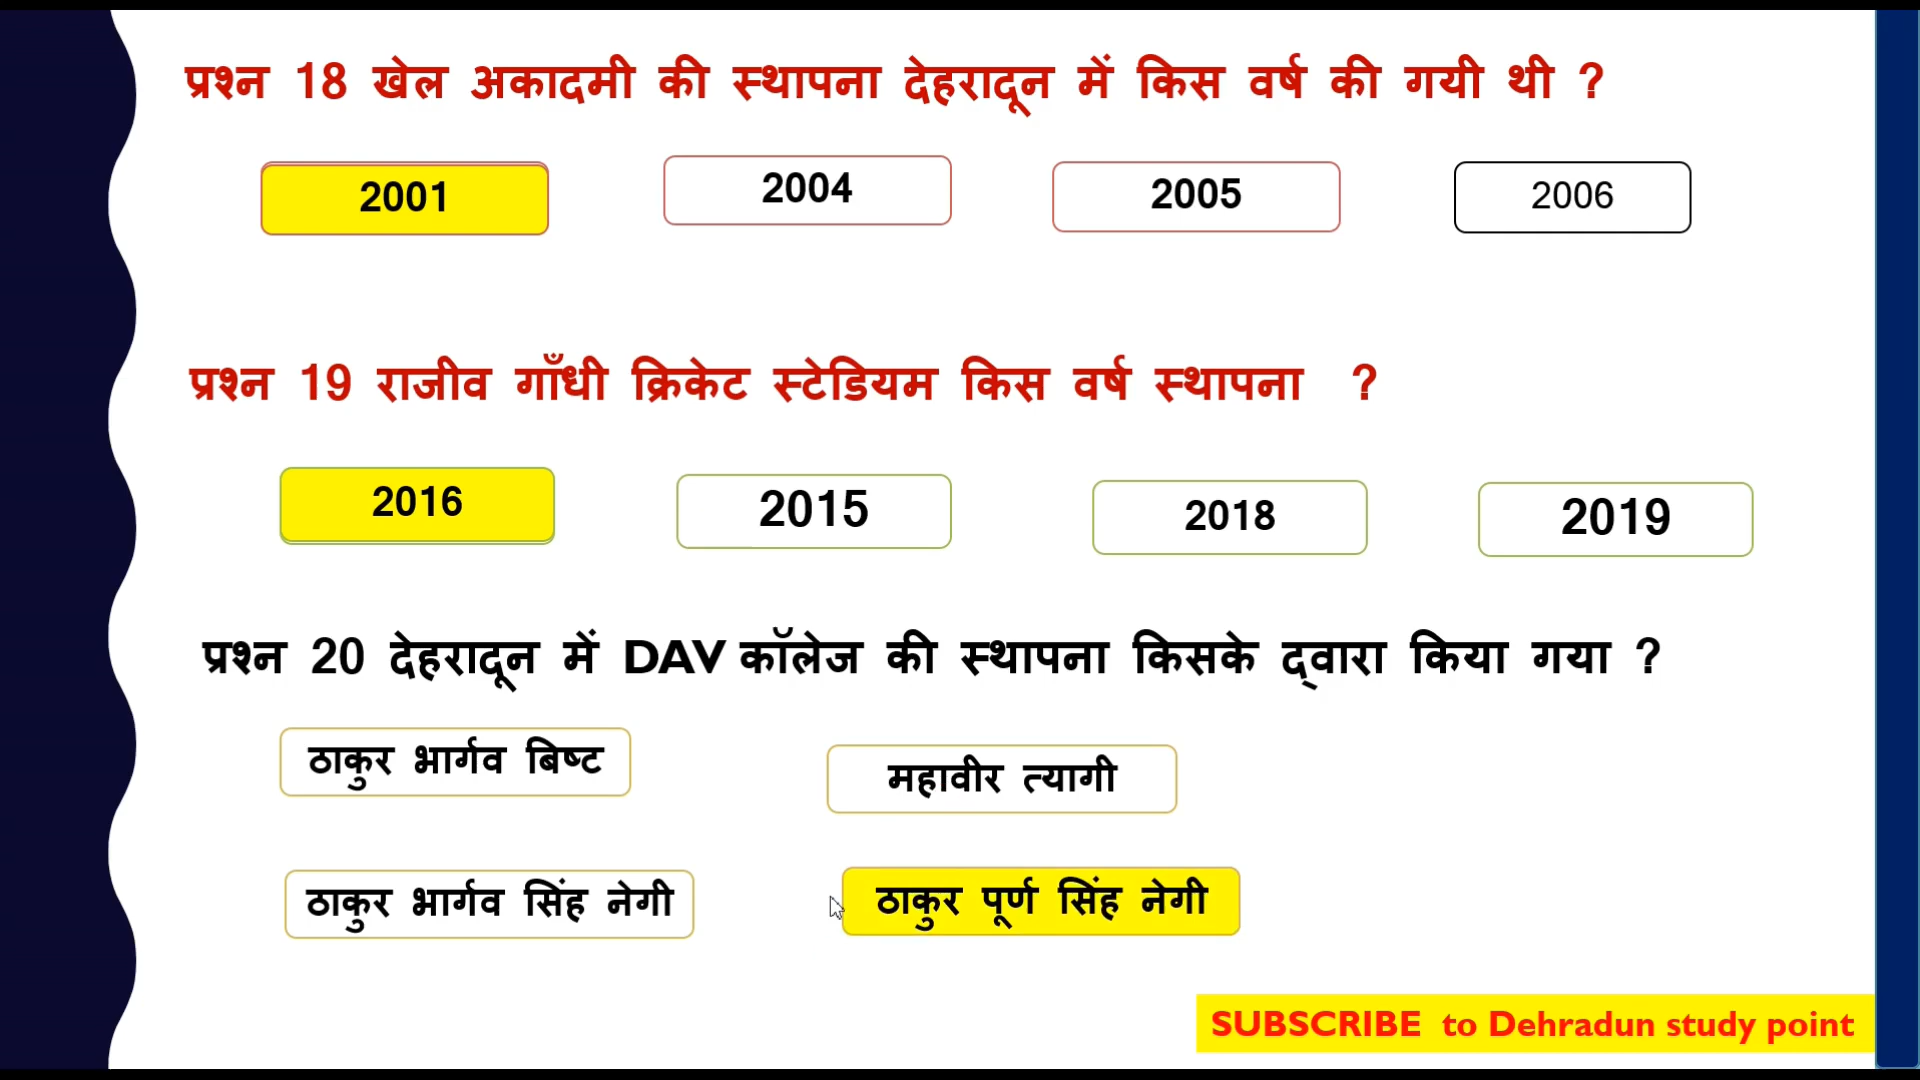 प्रश्न 18 खेल अकादमी की स्थापना देहरादून में किस वर्ष की गयी थी ?
2001 2004 2005 2006
प्रश्न 19 राजीव गाँधी क्रिकेट स्टेडियम किस वर्ष स्थापना ?
2016 2015 2018 2019
प्रश्न 20 देहरादून में DAV कॉलेज की स्थापना किसके द्वारा किया गया ?
ठाकुर भार्गव बिष्ट महावीर त्यागी
ठाकुर भार्गव सिंह नेगी ठाकुर पूर्ण सिंह नेगी
SUBSCRIBE to Dehradun study point